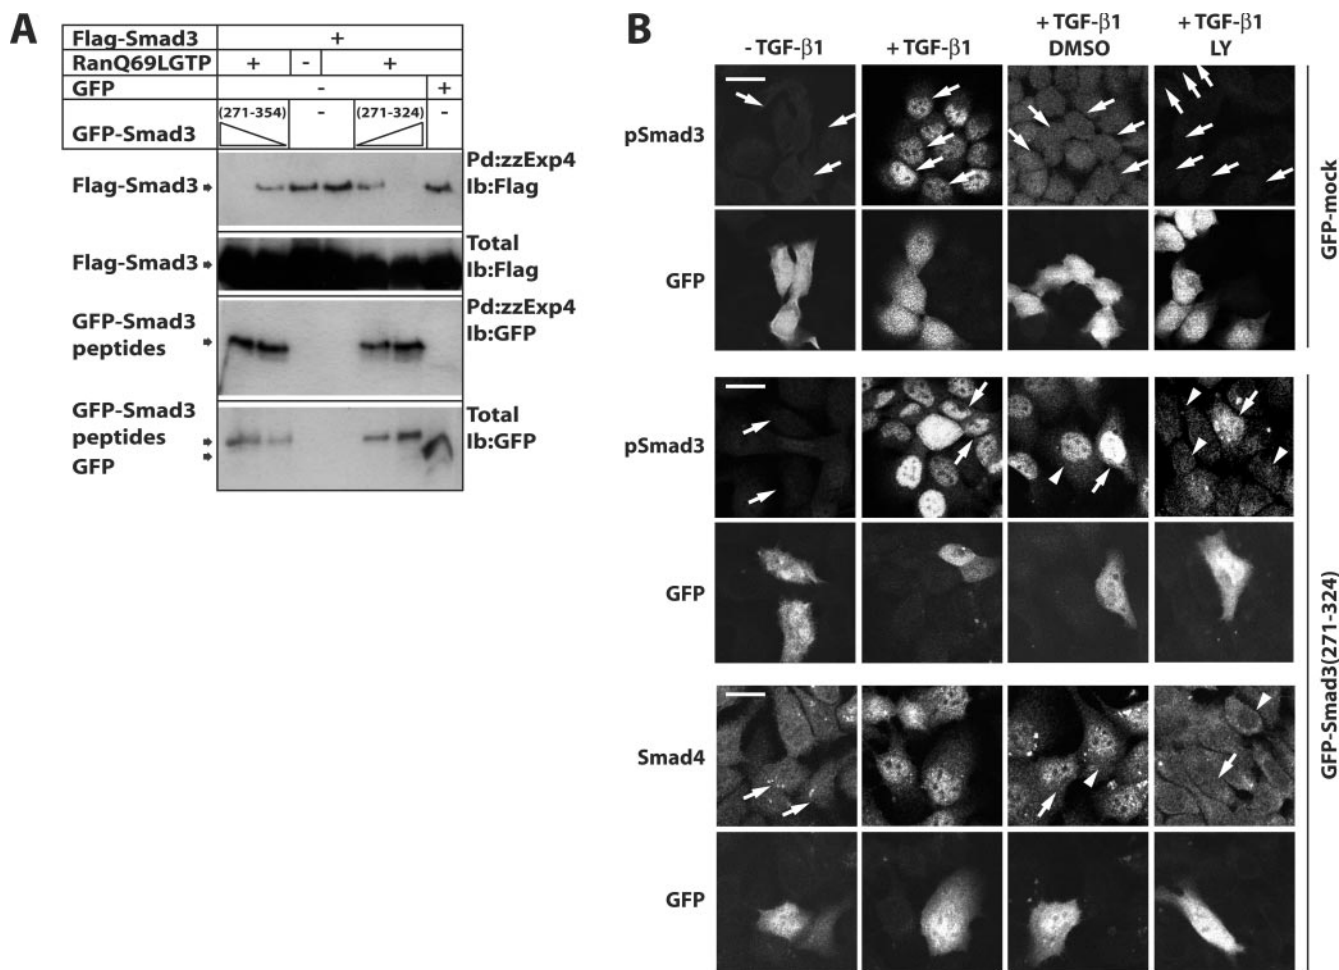 A
Flag-Smad3 +
RanQ69LGTP + - +
GFP - +
GFP-Smad3 (271-354) - (271-324) -
Flag-Smad3
Pd:zzExp4
Ib:Flag
Flag-Smad3
Total
Ib:Flag
GFP-Smad3
peptides
Pd:zzExp4
Ib:GFP
GFP-Smad3
peptides
GFP
Total
Ib:GFP
B
- TGF-β1
+ TGF-β1
+ TGF-β1
DMSO
+ TGF-β1
LY
pSmad3
GFP
GFP-mock
pSmad3
GFP
Smad4
GFP
GFP-Smad3(271-324)